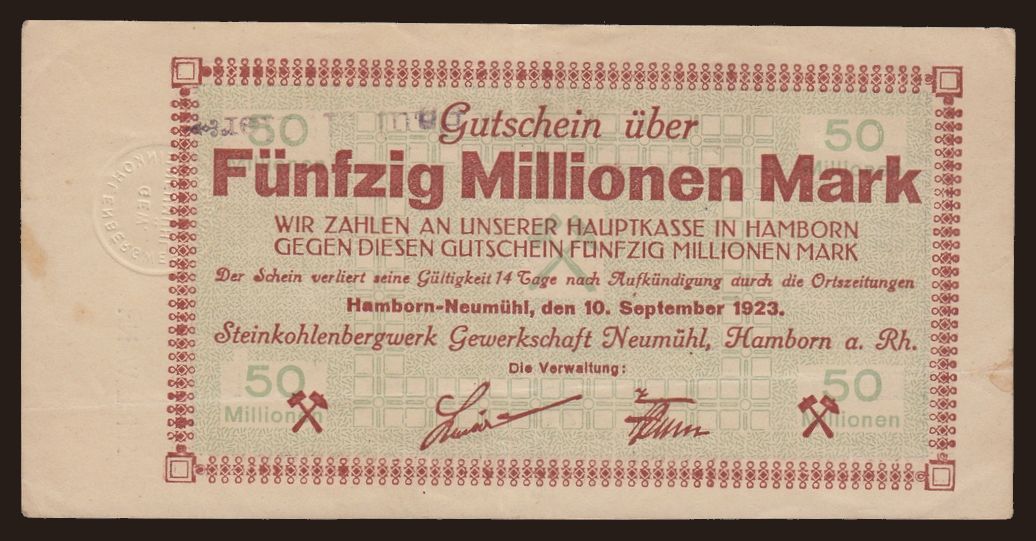 Gutschein über
50 50
Millionen Millionen
Fünfzig Millionen Mark
WIR ZAHLEN AN UNSERER HAUPTKASSE IN HAMBORN
GEGEN DIESEN GUTSCHEIN FÜNFZIG MILLIONEN MARK
Der Schein verliert seine Gültigkeit 14 Tage nach Aufkündigung durch die Ortszeitungen
Hamborn-Neumühl, den 10. September 1923.
Steinkohlenbergwerk Gewerkschaft Neumühl, Hamborn a. Rh.
Die Verwaltung:
50 50
Millionen Millionen